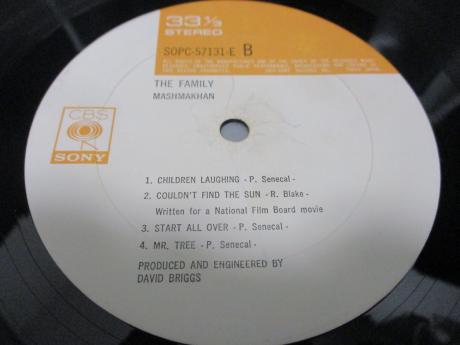 33 1/3
STEREO
SOPC-57131-E B
THE FAMILY
MASHMAKHAN
CBS
SONY
1. CHILDREN LAUGHING - P. Senecal -
2. COULDN'T FIND THE SUN - R. Blake -
Written for a National Film Board movie
3. START ALL OVER - P. Senecal -
4. MR. TREE - P. Senecal -
PRODUCED AND ENGINEERED BY
DAVID BRIGGS